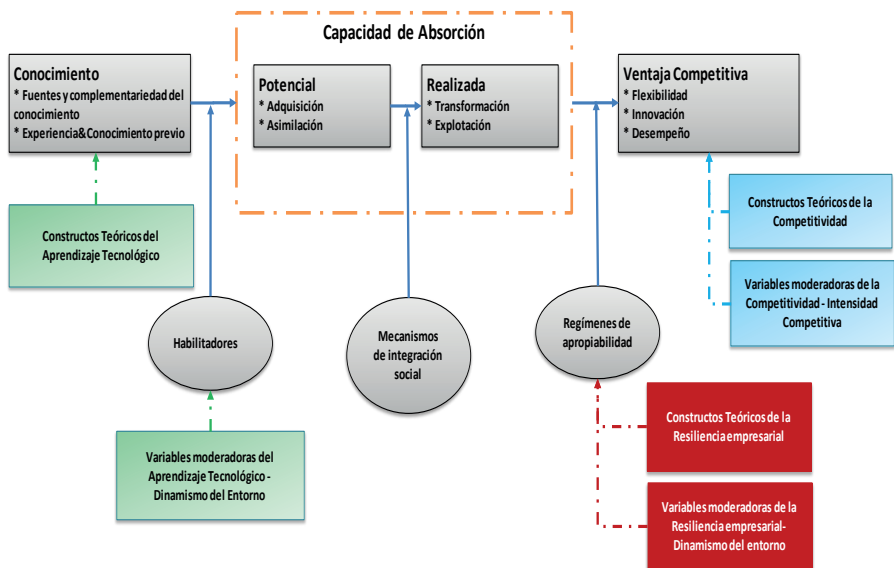 Capacidad de Absorción
Conocimiento
* Fuentes y complementariedad del
conocimiento
* Experiencia&Conocimiento previo
Potencial
* Adquisición
* Asimilación
Realizada
* Transformación
* Explotación
Ventaja Competitiva
* Flexibilidad
* Innovación
* Desempeño
Constructos Teóricos del
Aprendizaje Tecnológico
Constructos Teóricos de la
Competitividad
Variables moderadoras de la
Competitividad - Intensidad
Competitiva
Habilitadores
Mecanismos
de integración
social
Regímenes de
apropiabilidad
Variables moderadoras del
Aprendizaje Tecnológico -
Dinamismo del Entorno
Constructos Teóricos de la
Resiliencia empresarial
Variables moderadoras de la
Resiliencia empresarial-
Dinamismo del entorno